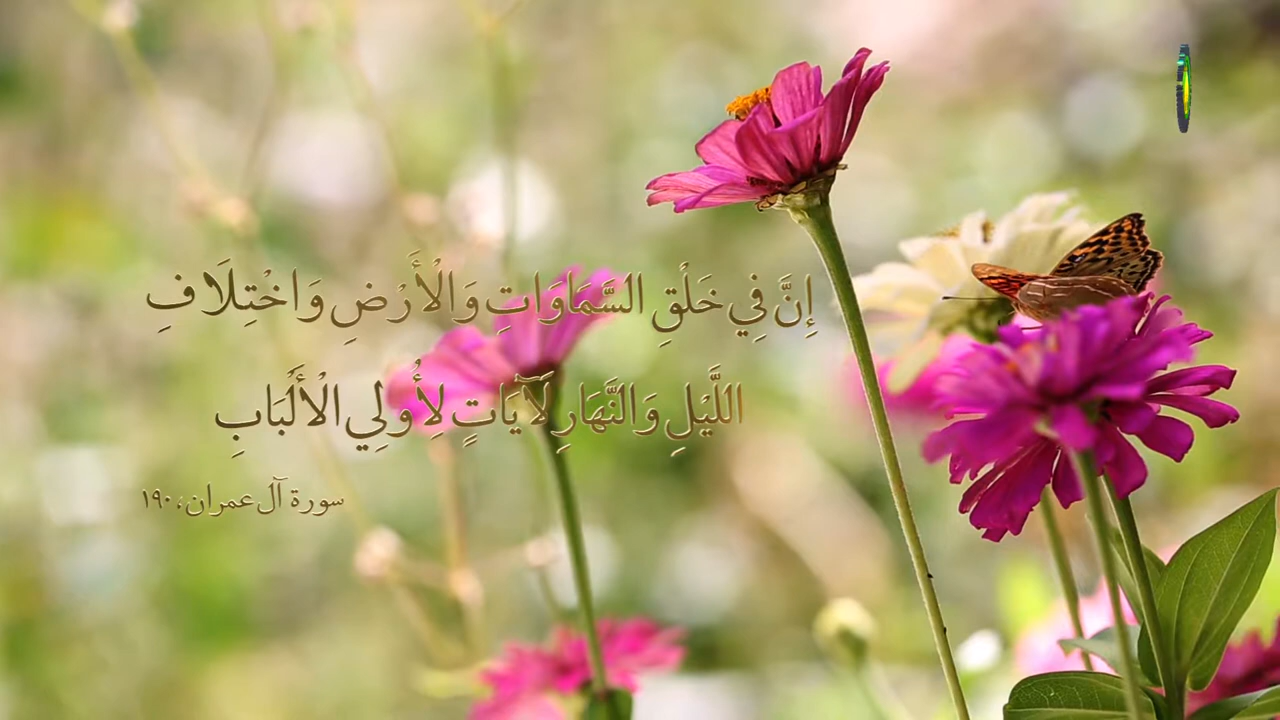 إِنَّ فِي خَلْقِ السَّمَاوَاتِ وَالْأَرْضِ وَاخْتِلَافِ
اللَّيْلِ وَالنَّهَارِ لَآيَاتٍ لِأُولِي الْأَلْبَابِ
سورة آل عمران، ١٩٠